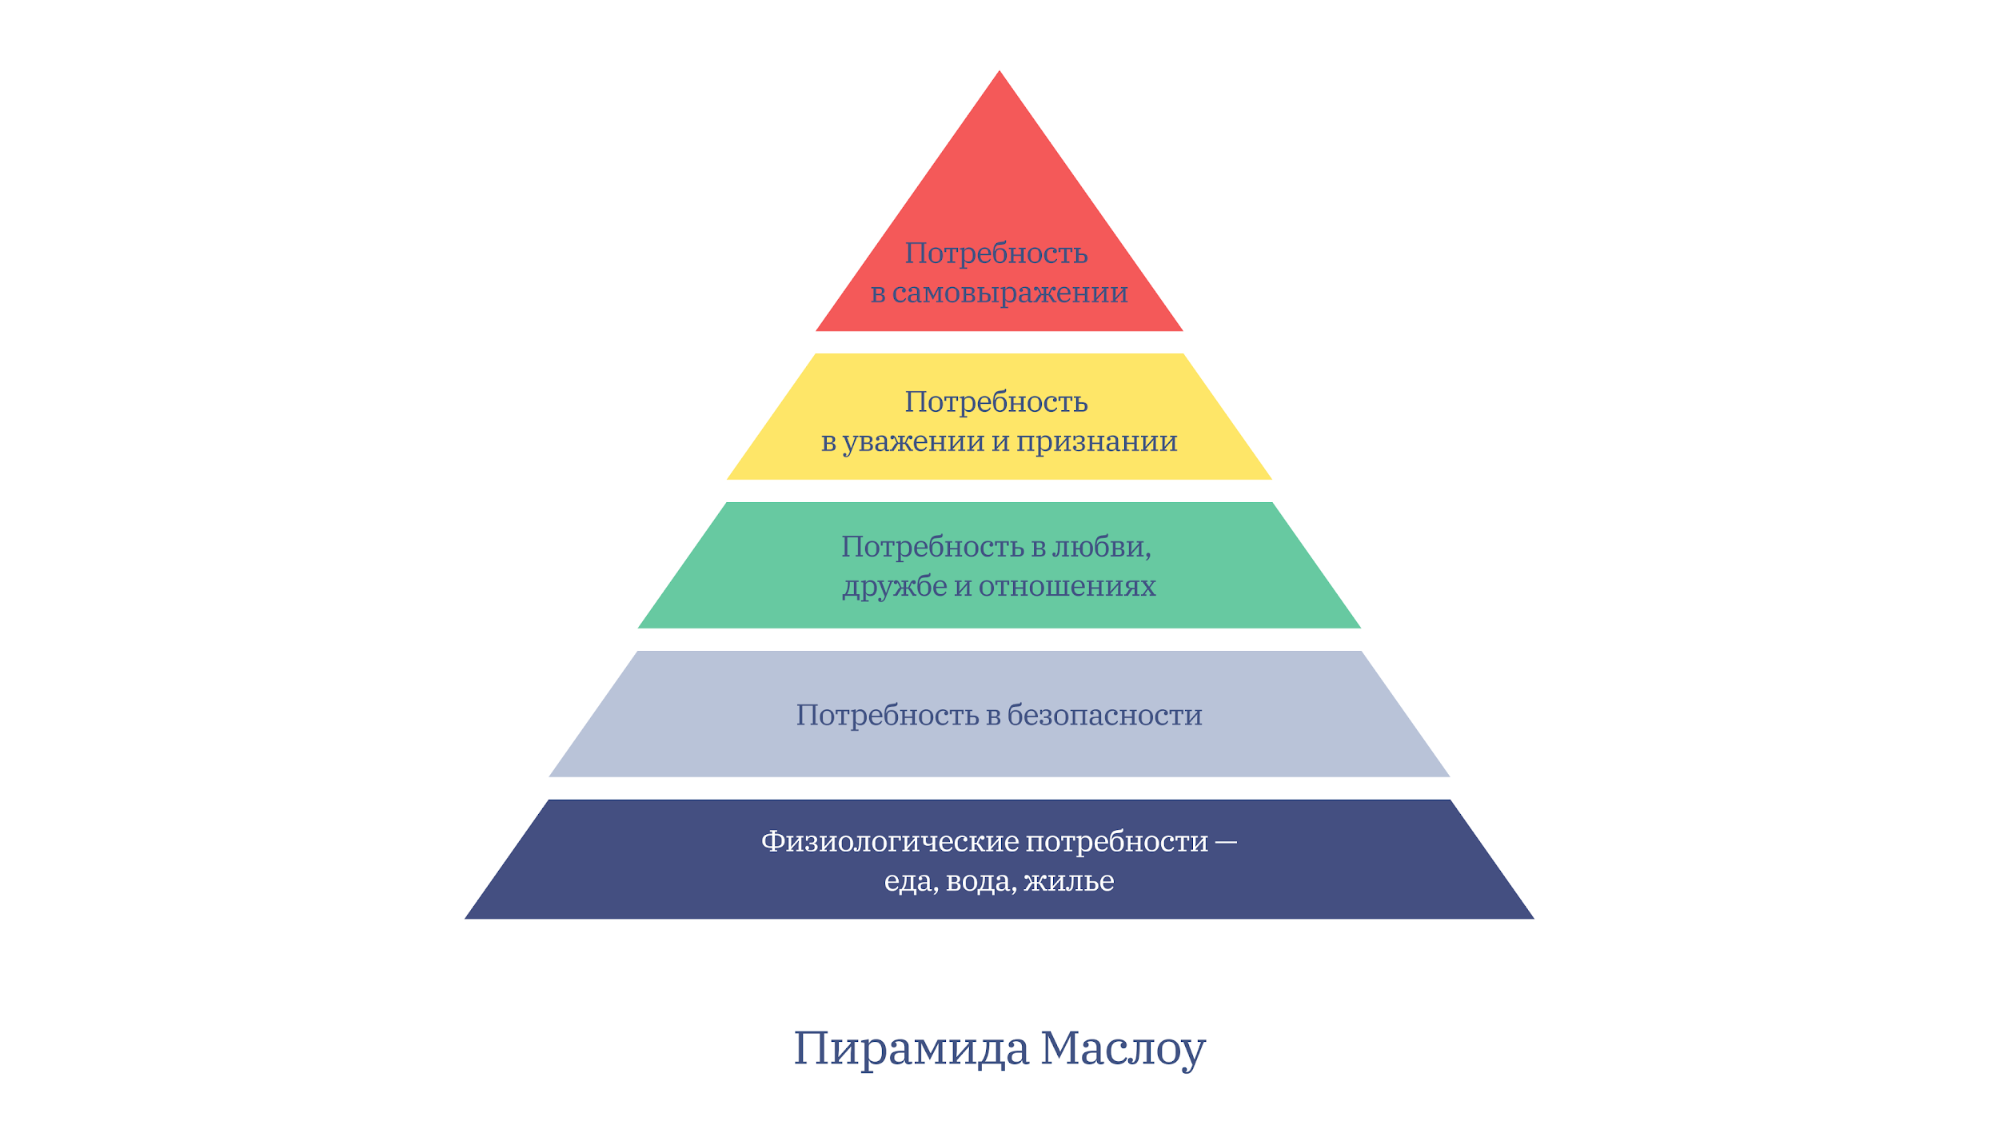 Потребность
в самовыражении
Потребность
в уважении и признании
Потребность в любви,
дружбе и отношениях
Потребность в безопасности
Физиологические потребности —
еда, вода, жилье
Пирамида Маслоу